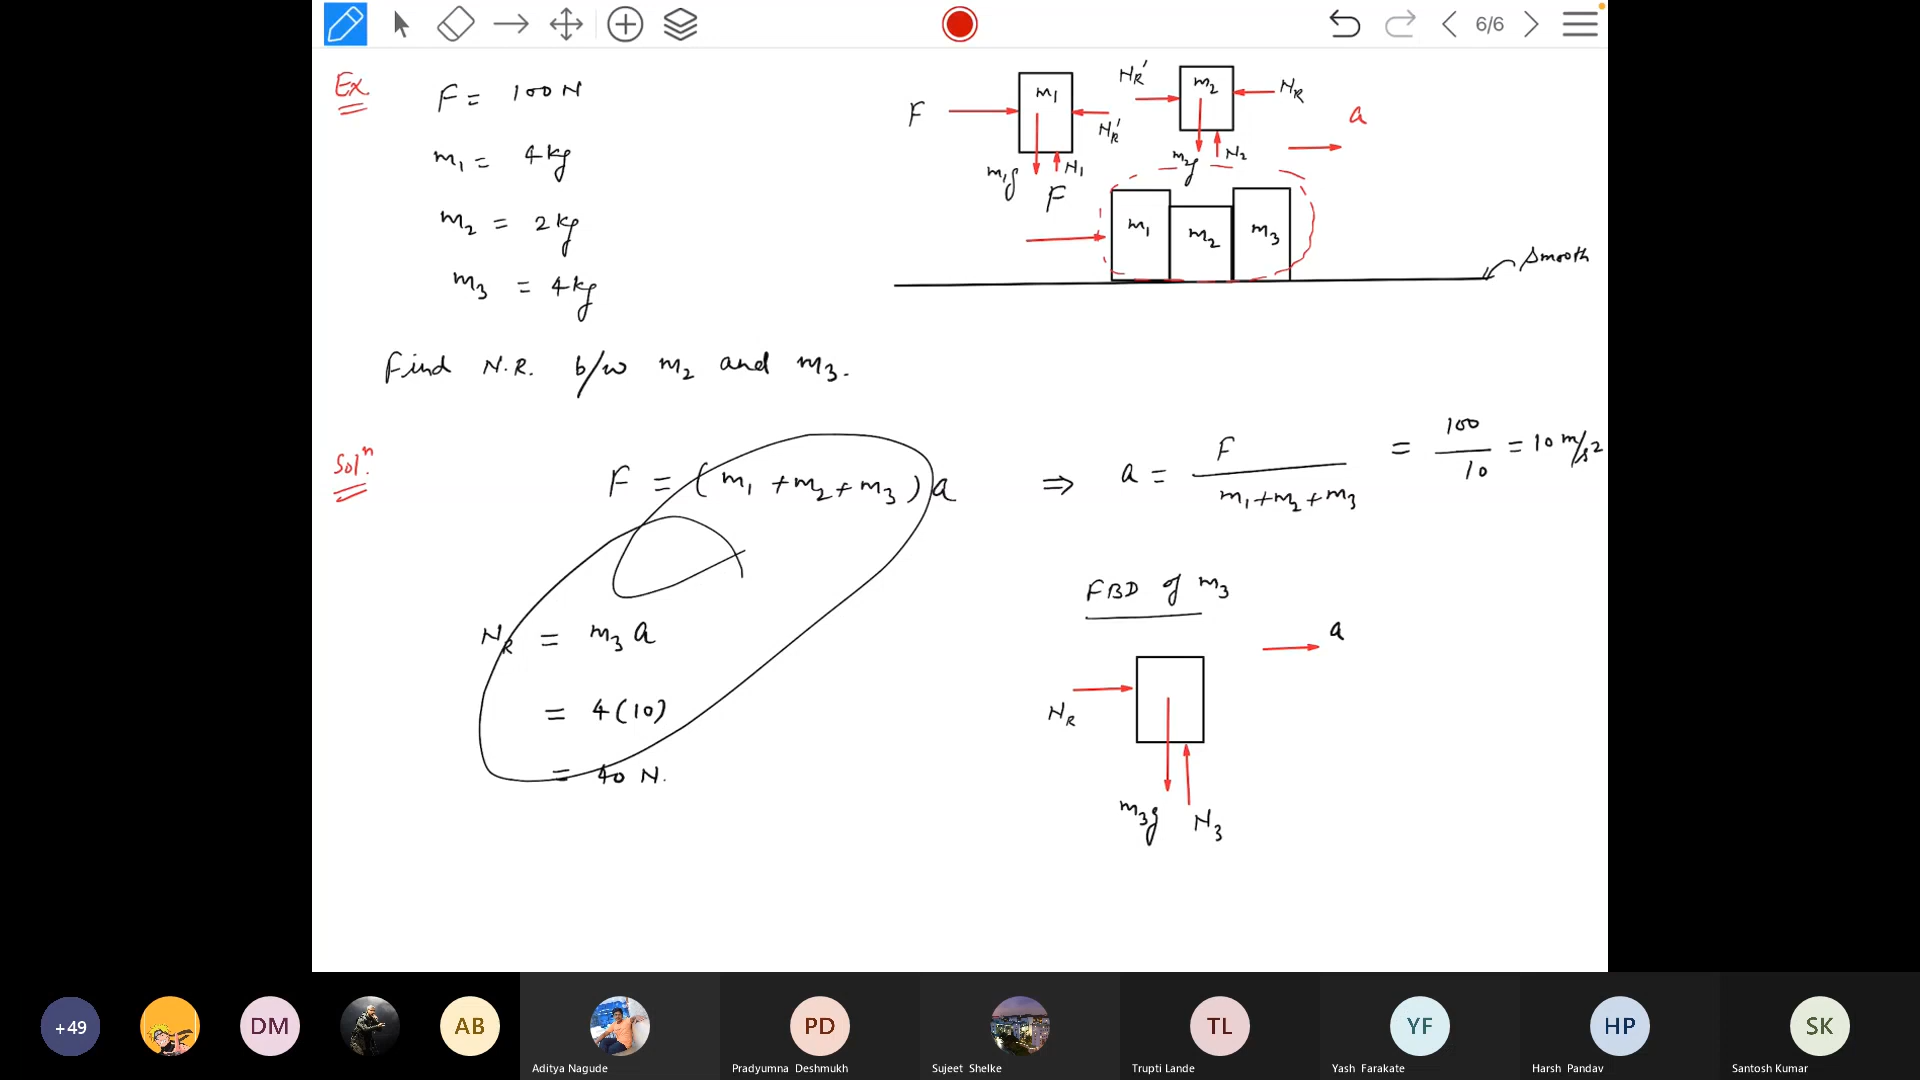 6/6
Ex
F = 100 N
m1 = 4 kg
m2 = 2 kg
m3 = 4 kg
F
m1
NR'
m1g
N1
NR'
m2
NR
m2g
N2
a
F
m1
m2
m3
Smooth
Find N.R. b/w m2 and m3.
Solⁿ.
F = (m1 + m2 + m3) a
⇒ a = F / (m1 + m2 + m3) = 100 / 10 = 10 m/s²
NR = m3 a
= 4 (10)
= 40 N.
FBD of m3
a
NR
m3g
N3
+49
DM
AB
PD
TL
YF
HP
SK
Aditya Nagude
Pradyumna Deshmukh
Sujeet Shelke
Trupti Lande
Yash Farakate
Harsh Pandav
Santosh Kumar